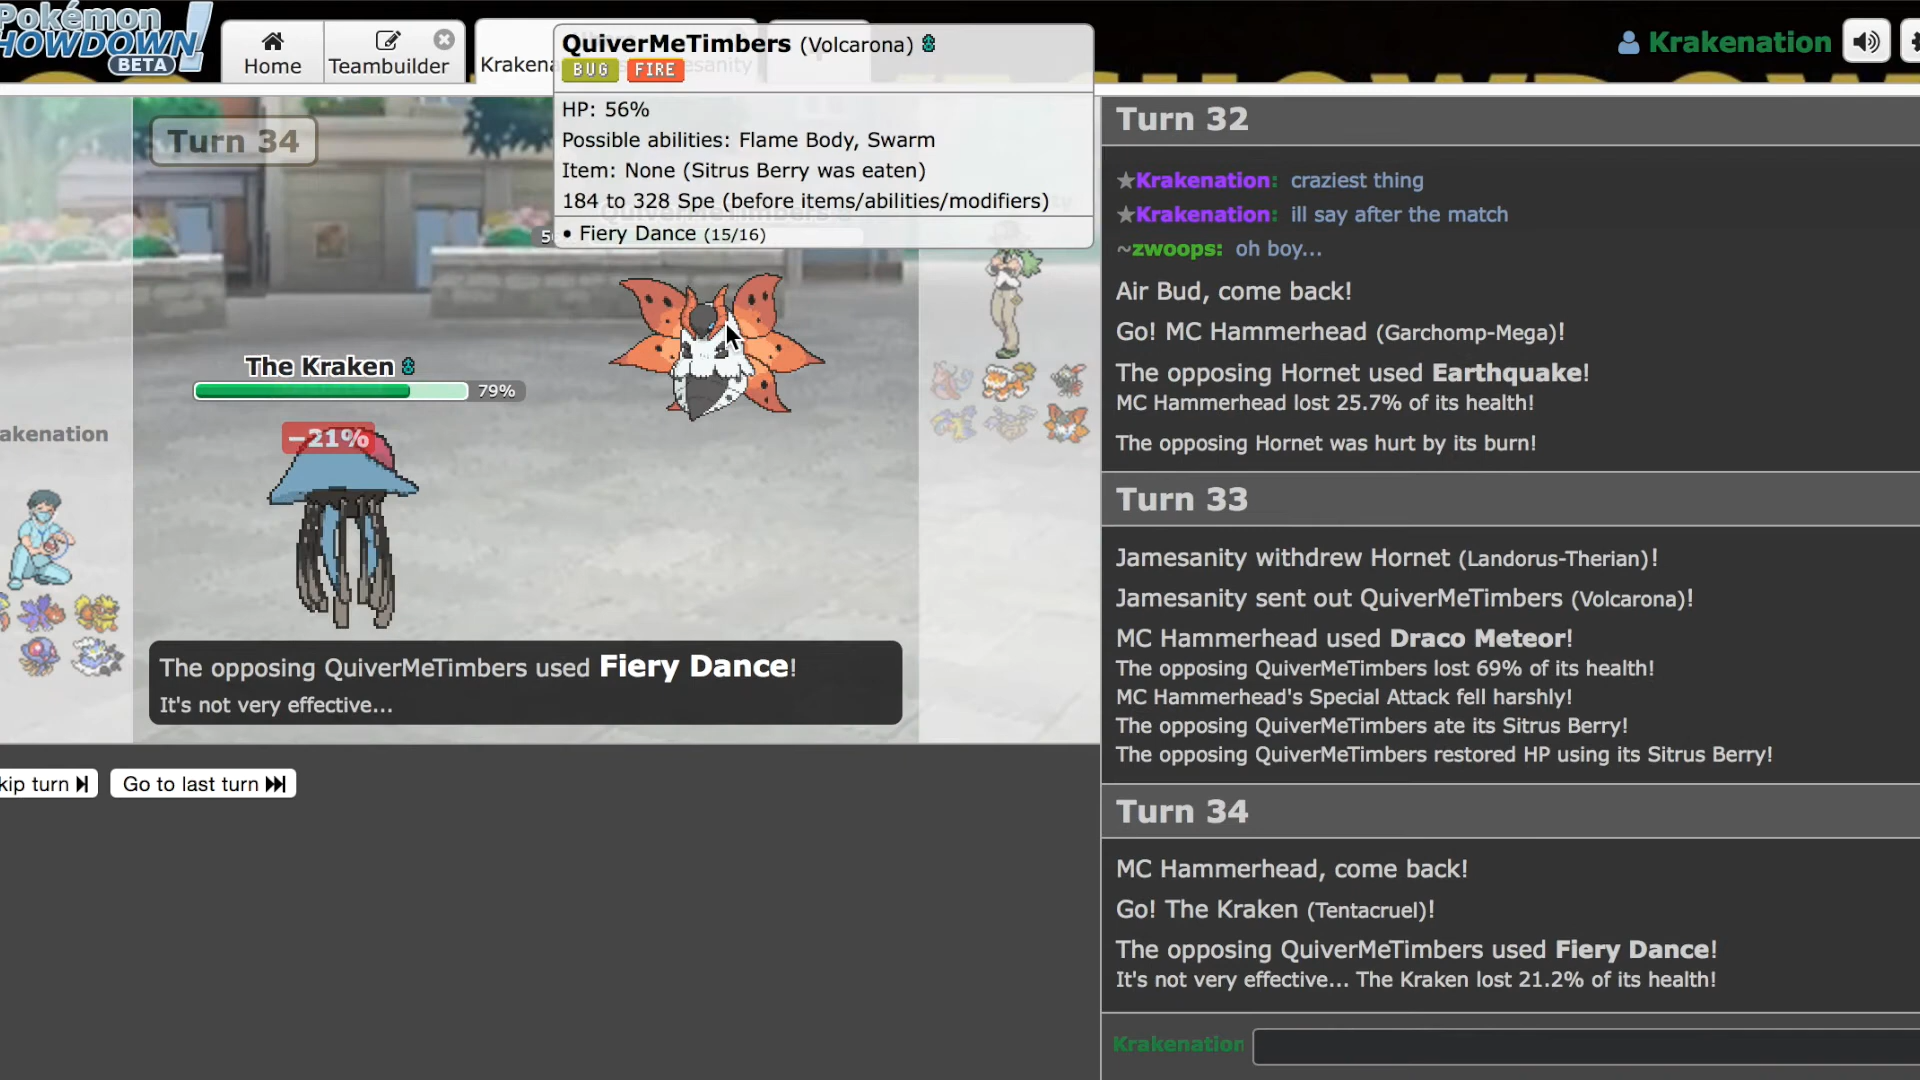 Pokémon
HOWDOWN!
BETA
Home
Teambuilder
Krakena
esanity
Krakenation
QuiverMeTimbers (Volcarona)
BUG FIRE
HP: 56%
Possible abilities: Flame Body, Swarm
Item: None (Sitrus Berry was eaten)
184 to 328 Spe (before items/abilities/modifiers)
• Fiery Dance (15/16)
Turn 34
The Kraken
79%
−21%
akenation
The opposing QuiverMeTimbers used Fiery Dance!
It's not very effective...
kip turn
Go to last turn
Turn 32
★Krakenation: craziest thing
★Krakenation: ill say after the match
~zwoops: oh boy...
Air Bud, come back!
Go! MC Hammerhead (Garchomp-Mega)!
The opposing Hornet used Earthquake!
MC Hammerhead lost 25.7% of its health!
The opposing Hornet was hurt by its burn!
Turn 33
Jamesanity withdrew Hornet (Landorus-Therian)!
Jamesanity sent out QuiverMeTimbers (Volcarona)!
MC Hammerhead used Draco Meteor!
The opposing QuiverMeTimbers lost 69% of its health!
MC Hammerhead's Special Attack fell harshly!
The opposing QuiverMeTimbers ate its Sitrus Berry!
The opposing QuiverMeTimbers restored HP using its Sitrus Berry!
Turn 34
MC Hammerhead, come back!
Go! The Kraken (Tentacruel)!
The opposing QuiverMeTimbers used Fiery Dance!
It's not very effective... The Kraken lost 21.2% of its health!
Krakenation